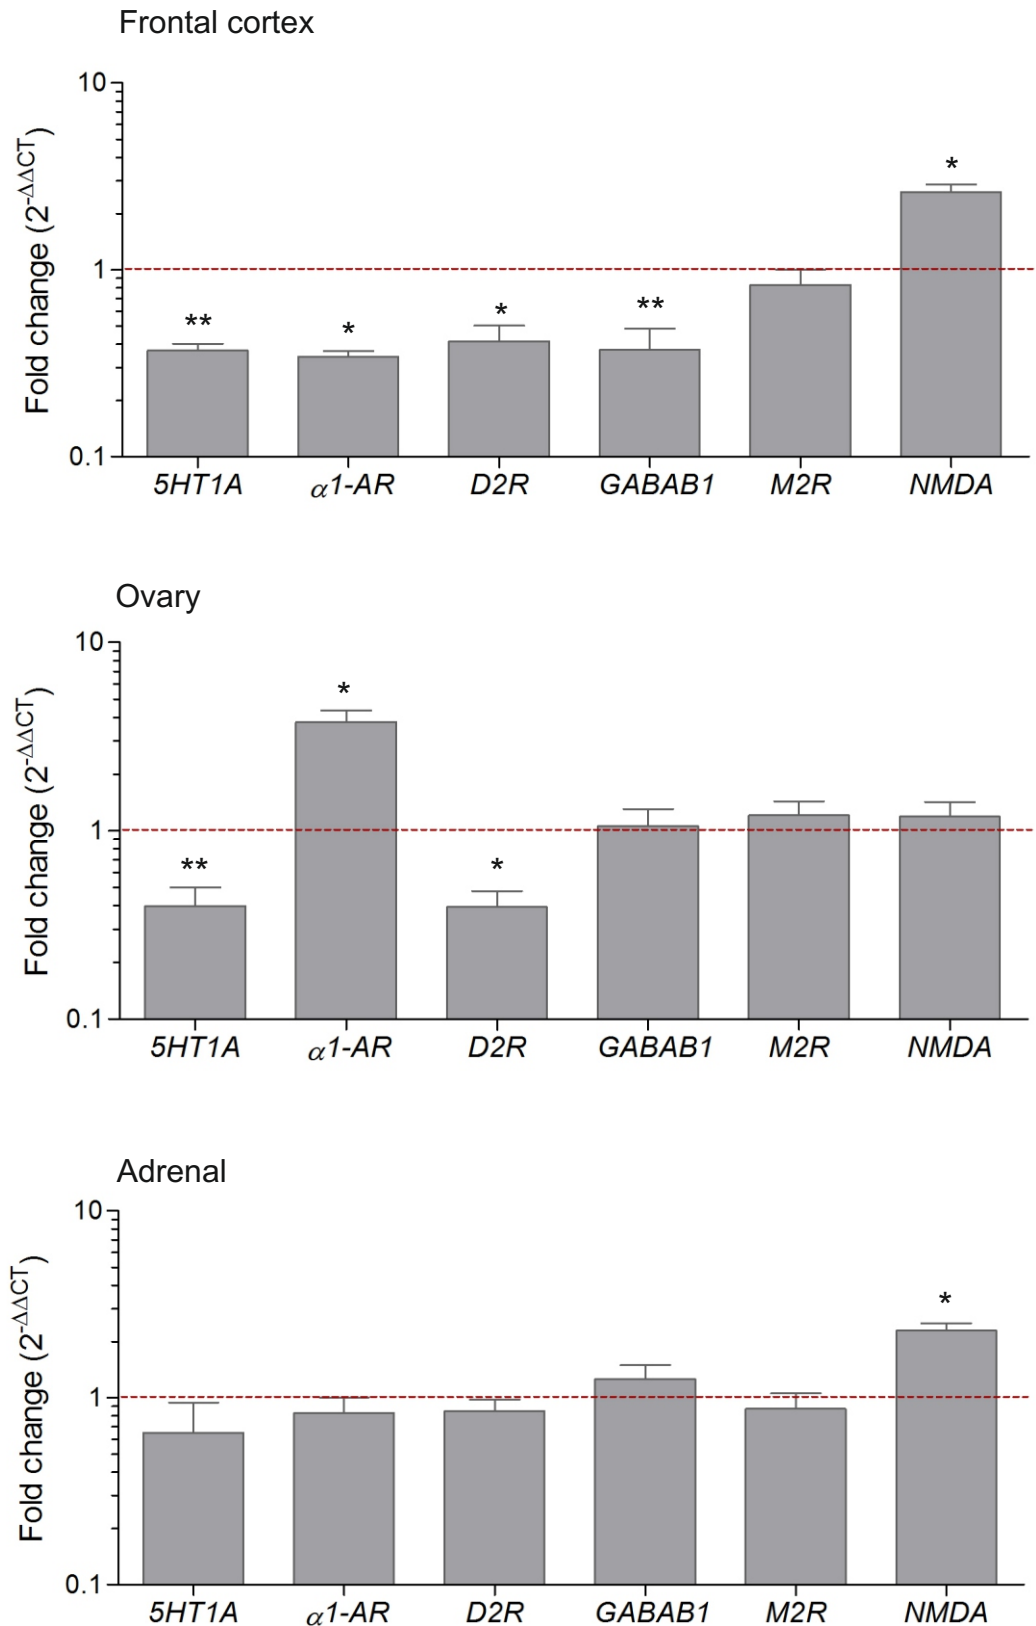 Frontal cortex
Fold change (2-ΔΔCT)
10
1
0.1
**
*
*
**
*
5HT1A α1-AR D2R GABAB1 M2R NMDA
Ovary
Fold change (2-ΔΔCT)
10
1
0.1
**
*
*
5HT1A α1-AR D2R GABAB1 M2R NMDA
Adrenal
Fold change (2-ΔΔCT)
10
1
0.1
*
5HT1A α1-AR D2R GABAB1 M2R NMDA